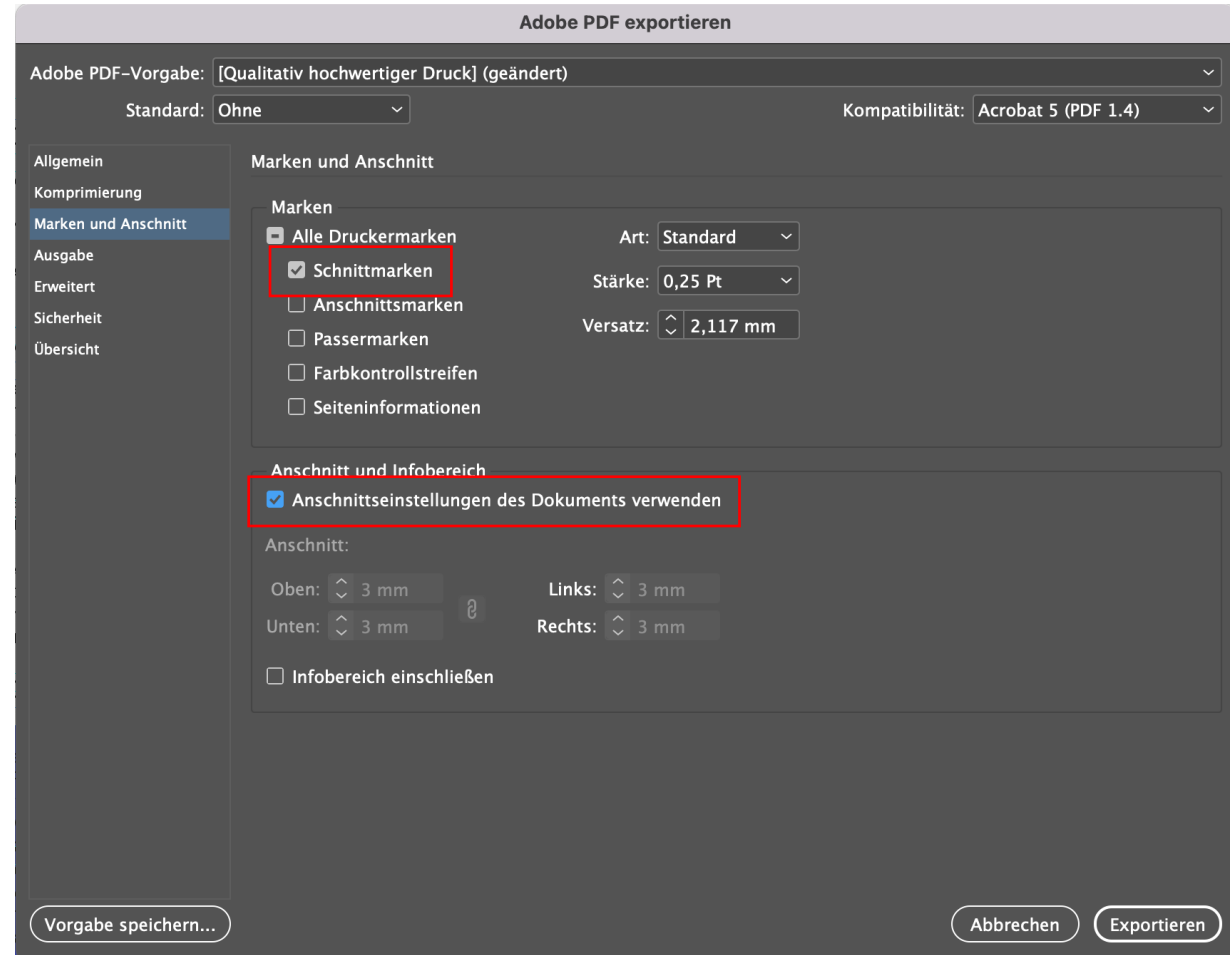 Adobe PDF exportieren
Adobe PDF-Vorgabe: [Qualitativ hochwertiger Druck] (geändert)
Standard: Ohne Kompatibilität: Acrobat 5 (PDF 1.4)
Allgemein
Komprimierung
Marken und Anschnitt
Ausgabe
Erweitert
Sicherheit
Übersicht
Marken und Anschnitt
Marken
Alle Druckermarken Art: Standard
Schnittmarken Stärke: 0,25 Pt
Anschnittsmarken Versatz: 2,117 mm
Passermarken
Farbkontrollstreifen
Seiteninformationen
Anschnitt und Infobereich
Anschnittseinstellungen des Dokuments verwenden
Anschnitt:
Oben: 3 mm Links: 3 mm
Unten: 3 mm Rechts: 3 mm
Infobereich einschließen
Vorgabe speichern... Abbrechen Exportieren